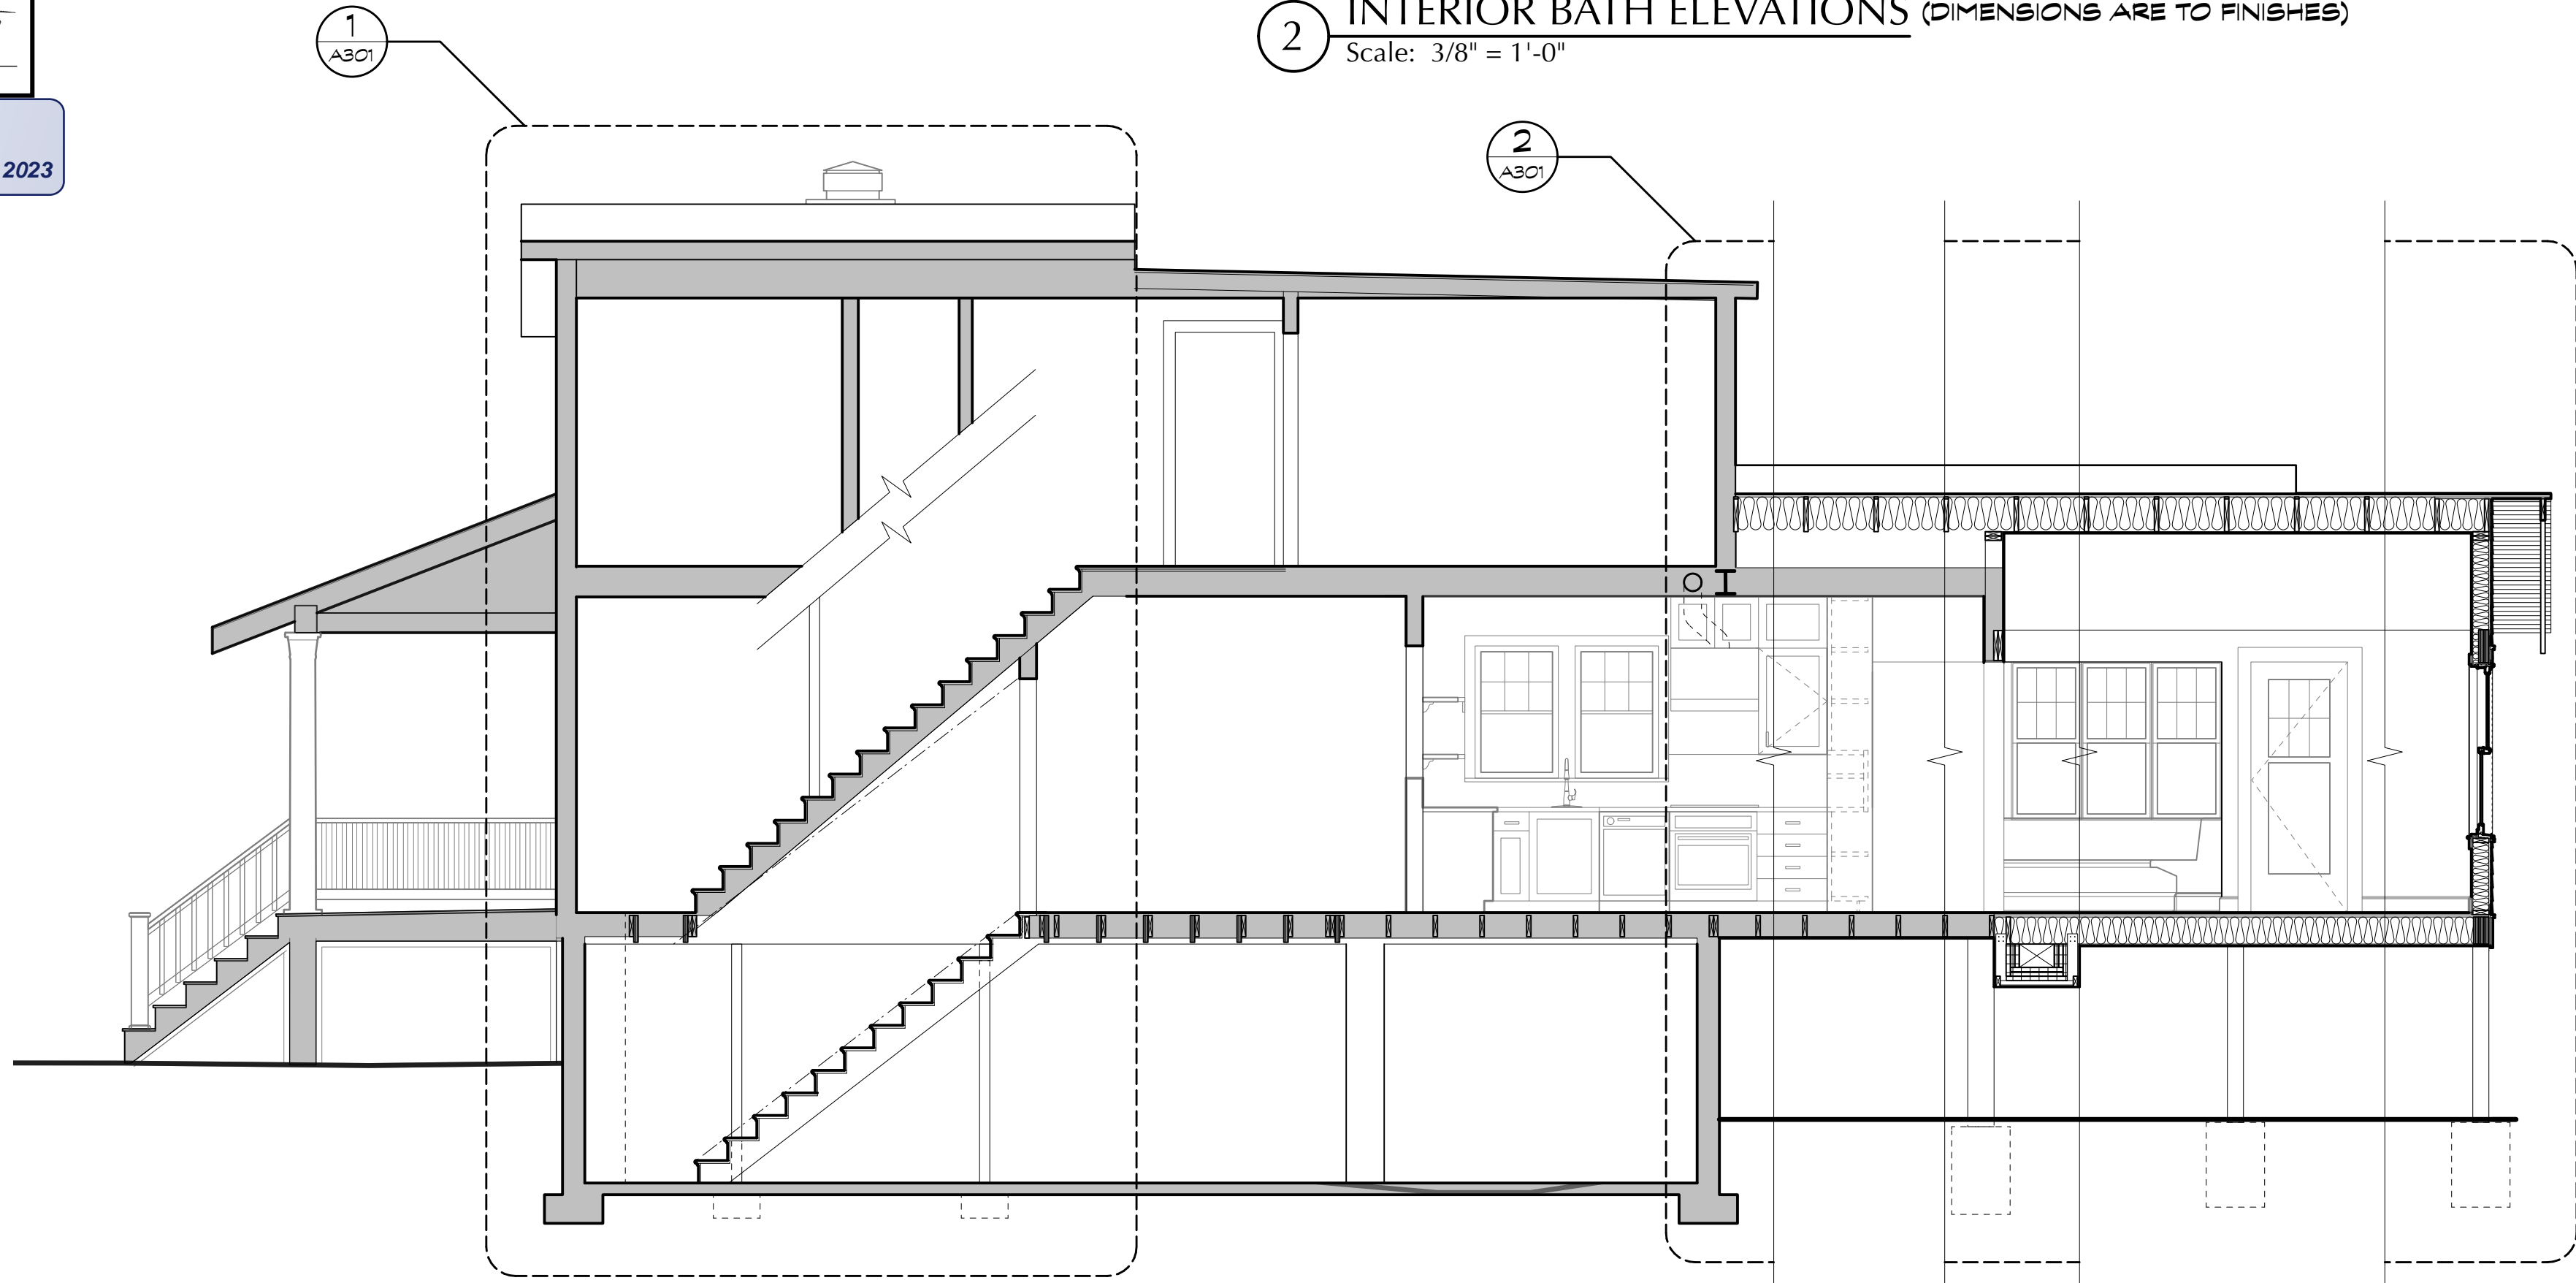 INTERIOR BATH ELEVATIONS (DIMENSIONS ARE TO FINISHES)
2
Scale: 3/8" = 1'-0"
1
A301
2
A301
2023